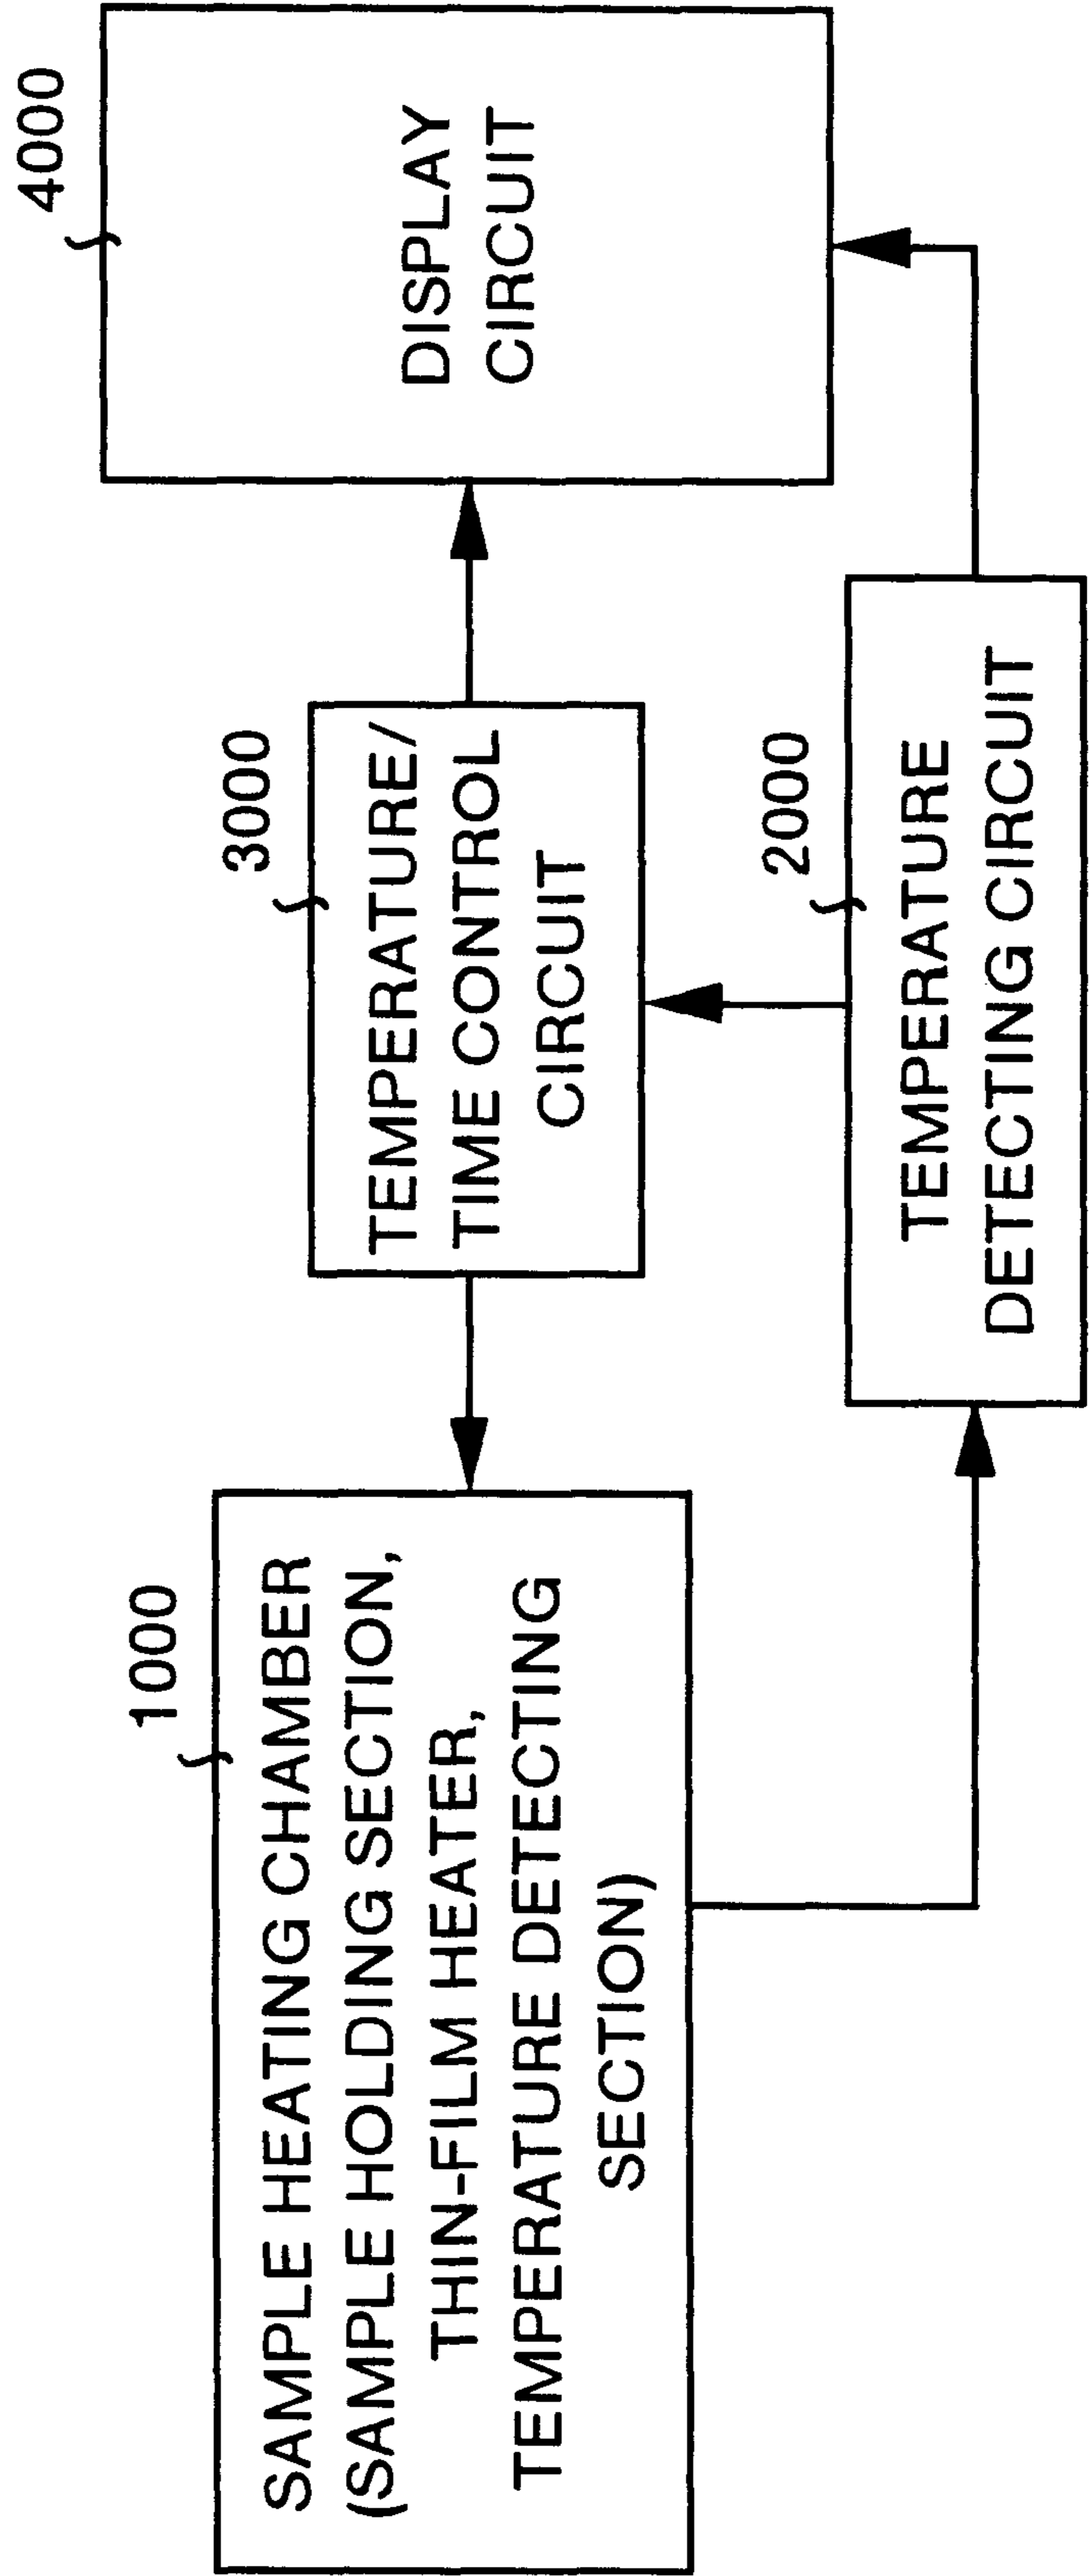 1000
SAMPLE HEATING CHAMBER
(SAMPLE HOLDING SECTION,
THIN-FILM HEATER,
TEMPERATURE DETECTING
SECTION)
3000
TEMPERATURE/
TIME CONTROL
CIRCUIT
4000
DISPLAY
CIRCUIT
2000
TEMPERATURE
DETECTING CIRCUIT